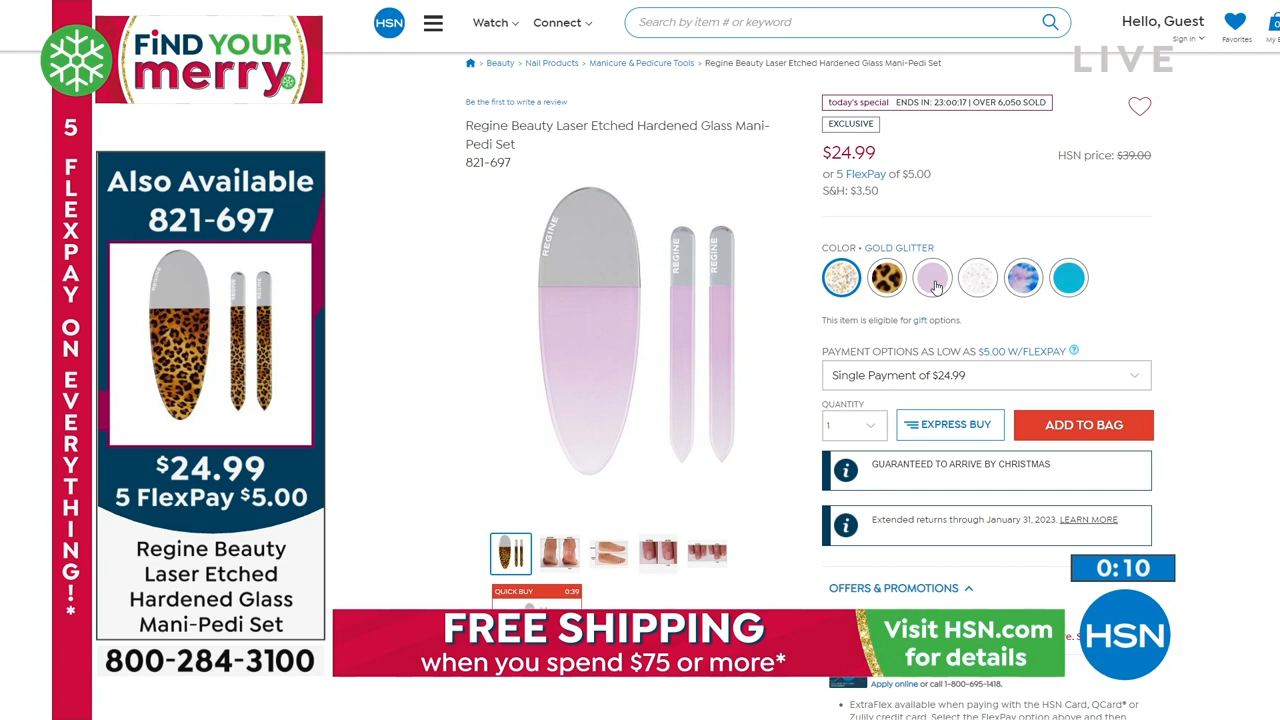 FiND YOUR
merry
5 FLEXPAY ON EVERYTHING!*
Also Available
821-697
REGINE
REGINE
REGINE
$24.99
5 FlexPay $5.00
Regine Beauty
Laser Etched
Hardened Glass
Mani-Pedi Set
800-284-3100
HSN
Watch
Connect
Search by item # or keyword
Hello, Guest
Sign In
Favorites
LIVE
Beauty > Nail Products > Manicure & Pedicure Tools > Regine Beauty Laser Etched Hardened Glass Mani-Pedi Set
Be the first to write a review
Regine Beauty Laser Etched Hardened Glass Mani-
Pedi Set
821-697
REGINE
REGINE
REGINE
QUICK BUY 0:39
today's special ENDS IN: 23:00:17 | OVER 6,050 SOLD
EXCLUSIVE
$24.99
HSN price: $39.00
or 5 FlexPay of $5.00
S&H: $3.50
COLOR • GOLD GLITTER
This item is eligible for gift options.
PAYMENT OPTIONS AS LOW AS $5.00 W/FLEXPAY ?
Single Payment of $24.99
QUANTITY
1
EXPRESS BUY
ADD TO BAG
i GUARANTEED TO ARRIVE BY CHRISTMAS
i Extended returns through January 31, 2023. LEARN MORE
0:10
OFFERS & PROMOTIONS
FREE SHIPPING
when you spend $75 or more*
Visit HSN.com
for details
HSN
Apply online or call 1-800-695-1418.
• ExtraFlex available when paying with the HSN Card, QCard® or
Zulily credit card. Select the FlexPay option above and then